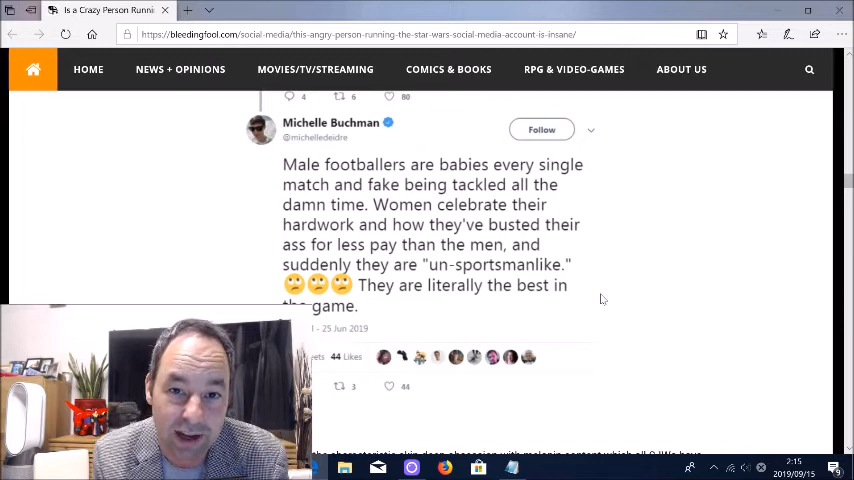 Is a Crazy Person Runni
https://bleedingfool.com/social-media/this-angry-person-running-the-star-wars-social-media-account-is-insane/
HOME NEWS + OPINIONS MOVIES/TV/STREAMING COMICS & BOOKS RPG & VIDEO-GAMES ABOUT US
4 6 80
Michelle Buchman
@michelledeidre
Follow
Male footballers are babies every single
match and fake being tackled all the
damn time. Women celebrate their
hardwork and how they've busted their
ass for less pay than the men, and
suddenly they are "un-sportsmanlike."
🙄🙄🙄 They are literally the best in
the game.
- 25 Jun 2019
44 Likes
3 44
2:15
2019/09/15
9